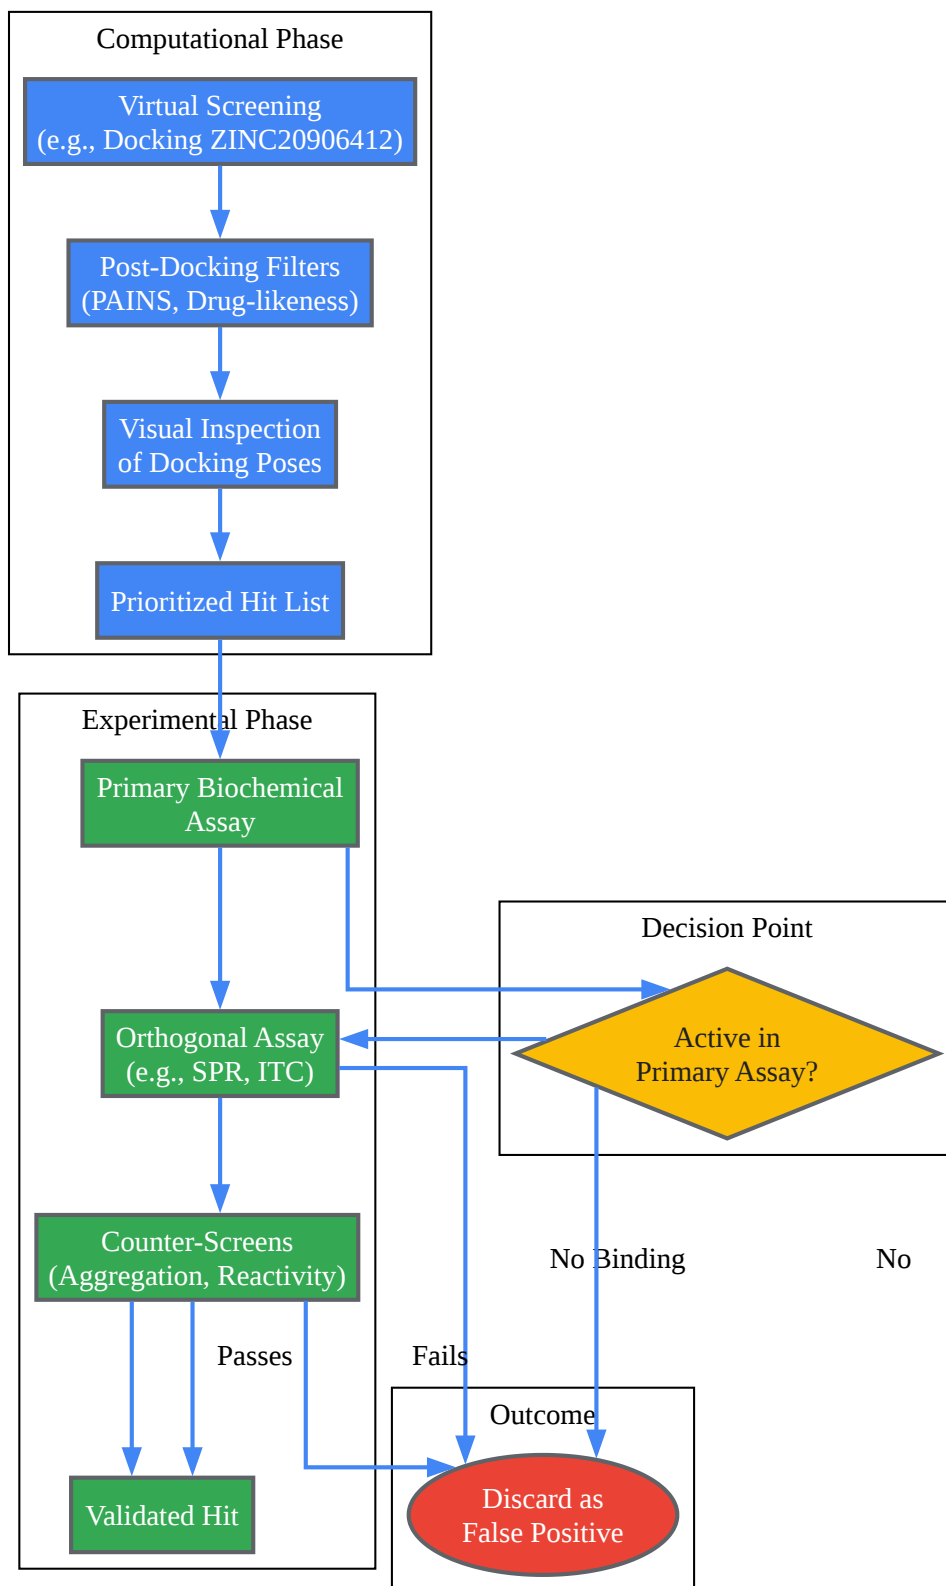 Computational Phase
Virtual Screening
(e.g., Docking ZINC20906412)
Post-Docking Filters
(PAINS, Drug-likeness)
Visual Inspection
of Docking Poses
Prioritized Hit List
Experimental Phase
Primary Biochemical
Assay
Decision Point
Active in
Primary Assay?
Orthogonal Assay
(e.g., SPR, ITC)
Counter-Screens
(Aggregation, Reactivity)
No Binding
No
Passes
Fails
Outcome
Validated Hit
Discard as
False Positive